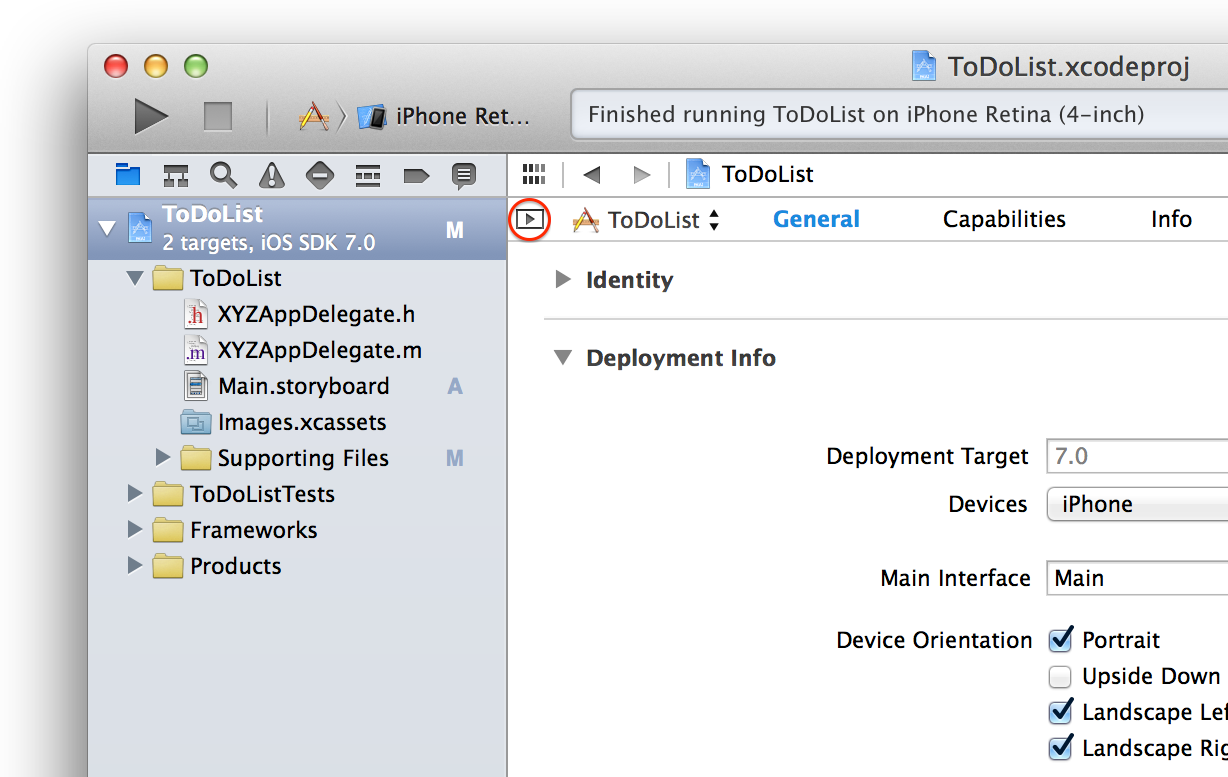 ToDoList.xcodeproj
iPhone Ret...
Finished running ToDoList on iPhone Retina (4-inch)
ToDoList
ToDoList
2 targets, iOS SDK 7.0
M
ToDoList
General
Capabilities
Info
ToDoList
XYZAppDelegate.h
XYZAppDelegate.m
Main.storyboard
A
Images.xcassets
Supporting Files
M
ToDoListTests
Frameworks
Products
Identity
Deployment Info
Deployment Target
7.0
Devices
iPhone
Main Interface
Main
Device Orientation
Portrait
Upside Down
Landscape Lef
Landscape Rig